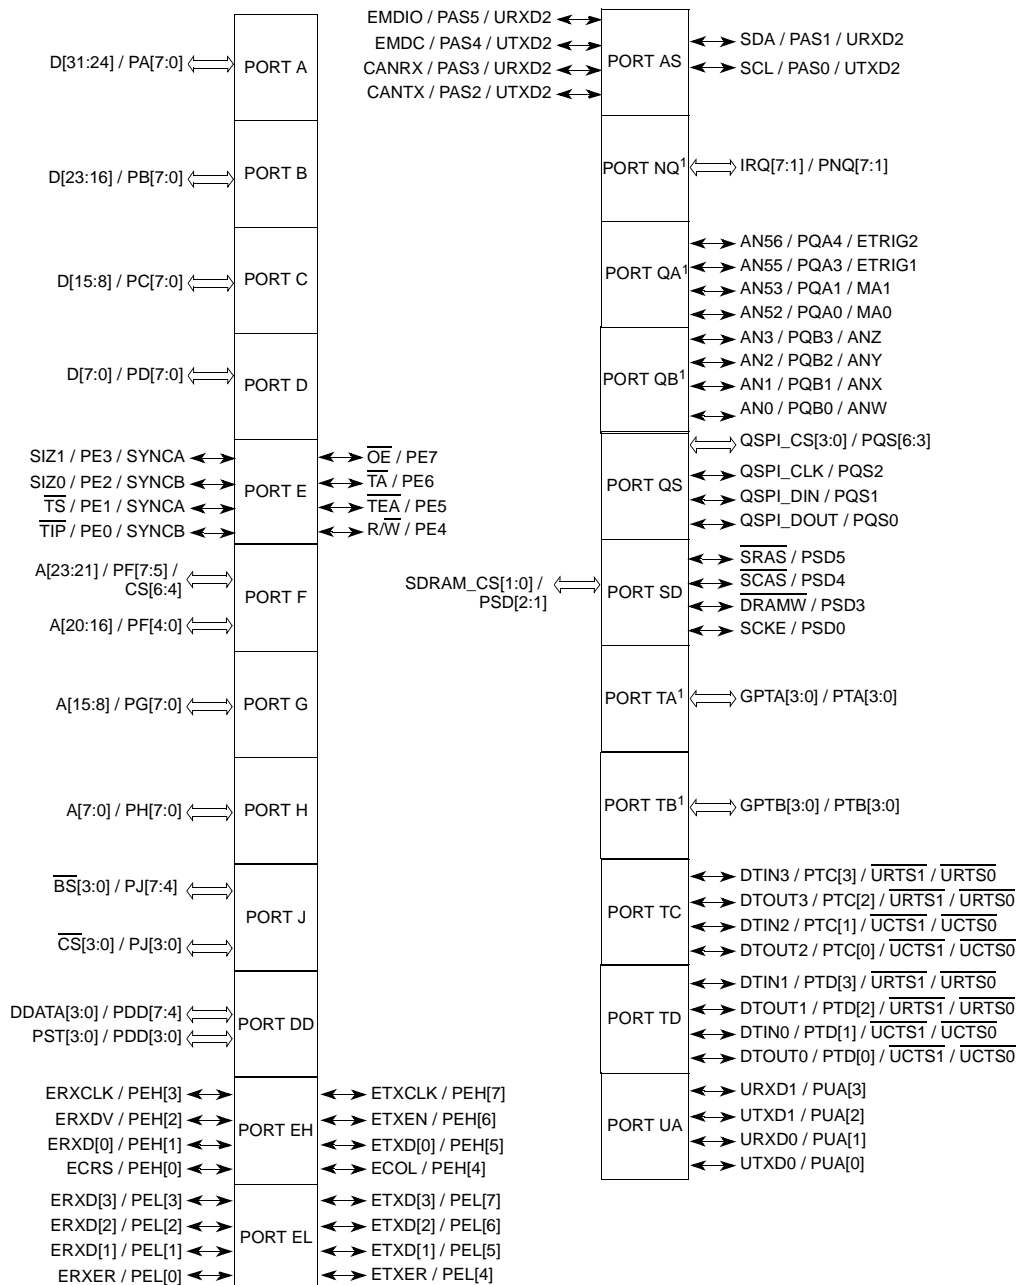 D[31:24] / PA[7:0]
PORT A
D[23:16] / PB[7:0]
PORT B
D[15:8] / PC[7:0]
PORT C
D[7:0] / PD[7:0]
PORT D
SIZ1 / PE3 / SYNCA
SIZ0 / PE2 / SYNCB
TS / PE1 / SYNCA
TIP / PE0 / SYNCB
PORT E
OE / PE7
TA / PE6
TEA / PE5
R/W / PE4
A[23:21] / PF[7:5] /
CS[6:4]
A[20:16] / PF[4:0]
PORT F
A[15:8] / PG[7:0]
PORT G
A[7:0] / PH[7:0]
PORT H
BS[3:0] / PJ[7:4]
CS[3:0] / PJ[3:0]
PORT J
DDATA[3:0] / PDD[7:4]
PST[3:0] / PDD[3:0]
PORT DD
ERXCLK / PEH[3]
ERXDV / PEH[2]
ERXD[0] / PEH[1]
ECRS / PEH[0]
PORT EH
ETXCLK / PEH[7]
ETXEN / PEH[6]
ETXD[0] / PEH[5]
ECOL / PEH[4]
ERXD[3] / PEL[3]
ERXD[2] / PEL[2]
ERXD[1] / PEL[1]
ERXER / PEL[0]
PORT EL
ETXD[3] / PEL[7]
ETXD[2] / PEL[6]
ETXD[1] / PEL[5]
ETXER / PEL[4]
EMDIO / PAS5 / URXD2
EMDC / PAS4 / UTXD2
CANRX / PAS3 / URXD2
CANTX / PAS2 / UTXD2
PORT AS
SDA / PAS1 / URXD2
SCL / PAS0 / UTXD2
PORT NQ1
IRQ[7:1] / PNQ[7:1]
PORT QA1
AN56 / PQA4 / ETRIG2
AN55 / PQA3 / ETRIG1
AN53 / PQA1 / MA1
AN52 / PQA0 / MA0
PORT QB1
AN3 / PQB3 / ANZ
AN2 / PQB2 / ANY
AN1 / PQB1 / ANX
AN0 / PQB0 / ANW
PORT QS
QSPI_CS[3:0] / PQS[6:3]
QSPI_CLK / PQS2
QSPI_DIN / PQS1
QSPI_DOUT / PQS0
SDRAM_CS[1:0] /
PSD[2:1]
PORT SD
SRAS / PSD5
SCAS / PSD4
DRAMW / PSD3
SCKE / PSD0
PORT TA1
GPTA[3:0] / PTA[3:0]
PORT TB1
GPTB[3:0] / PTB[3:0]
PORT TC
DTIN3 / PTC[3] / URTS1 / URTS0
DTOUT3 / PTC[2] / URTS1 / URTS0
DTIN2 / PTC[1] / UCTS1 / UCTS0
DTOUT2 / PTC[0] / UCTS1 / UCTS0
PORT TD
DTIN1 / PTD[3] / URTS1 / URTS0
DTOUT1 / PTD[2] / URTS1 / URTS0
DTIN0 / PTD[1] / UCTS1 / UCTS0
DTOUT0 / PTD[0] / UCTS1 / UCTS0
PORT UA
URXD1 / PUA[3]
UTXD1 / PUA[2]
URXD0 / PUA[1]
UTXD0 / PUA[0]